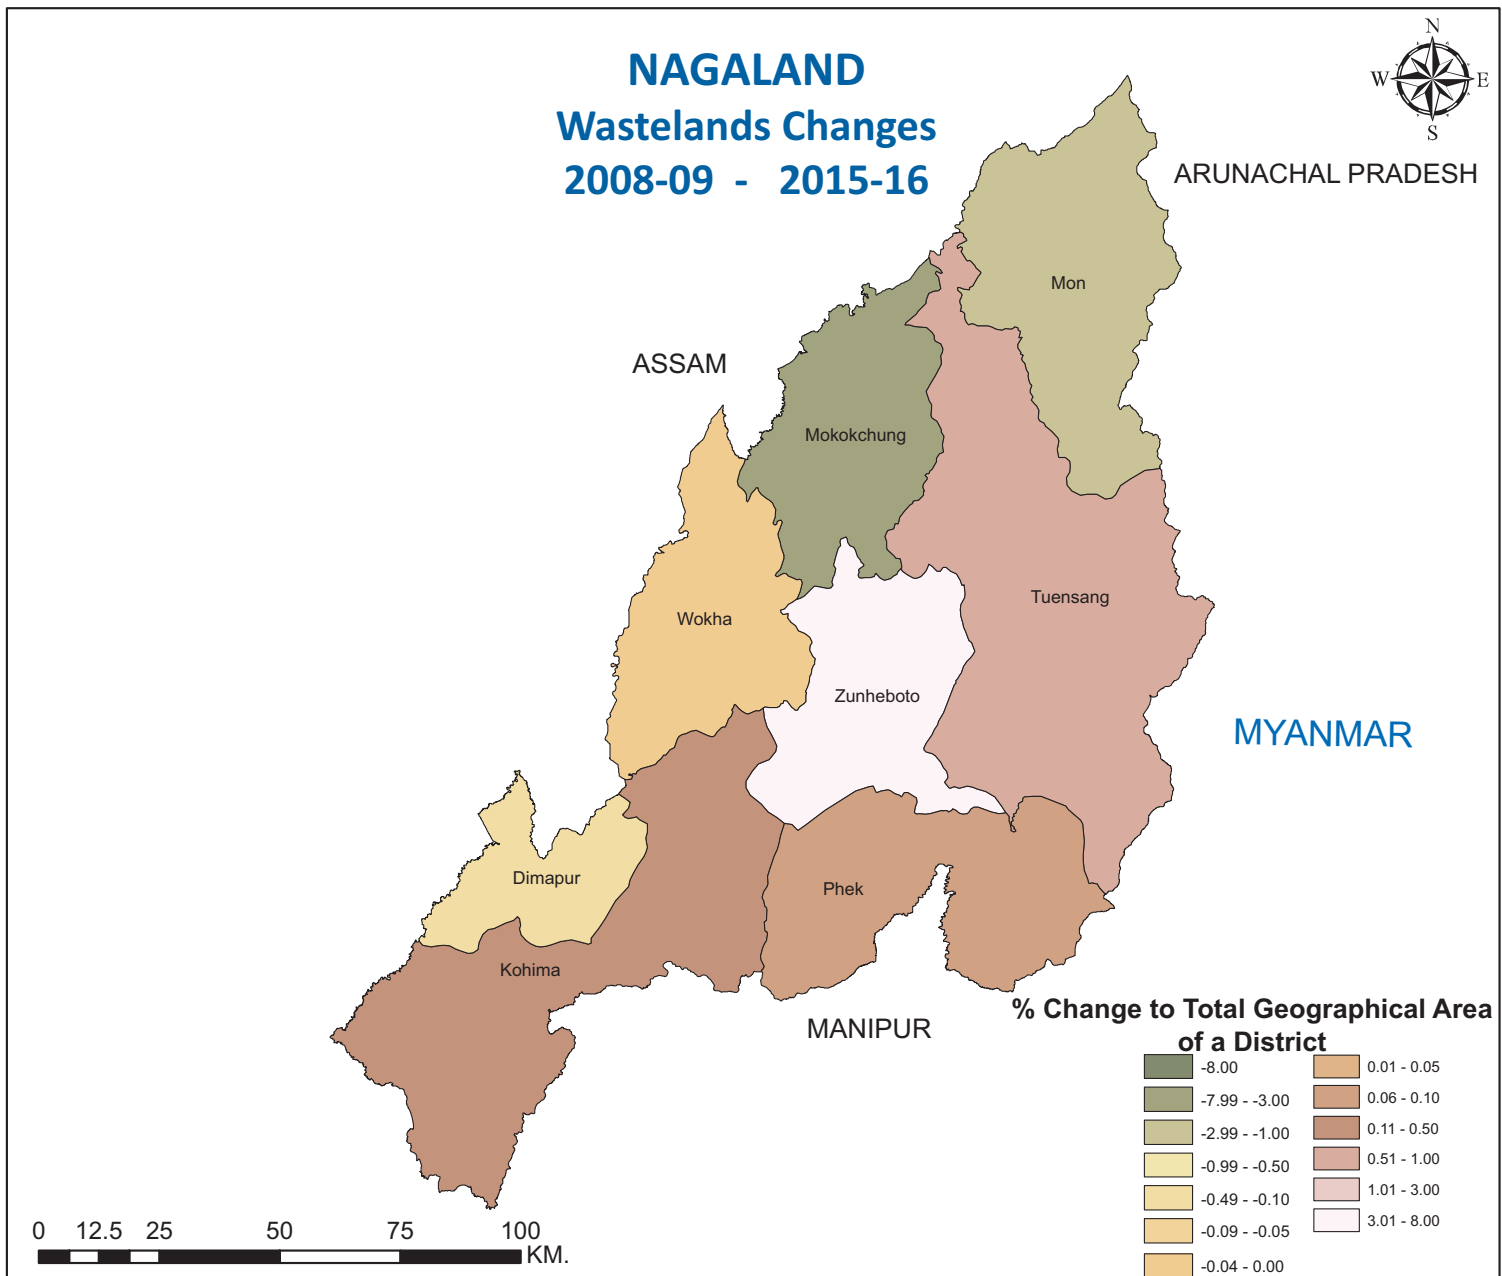 NAGALAND
Wastelands Changes
2008-09 - 2015-16
N
W
E
S
ARUNACHAL PRADESH
Mon
ASSAM
Mokokchung
Tuensang
Wokha
Zunheboto
MYANMAR
Dimapur
Phek
Kohima
MANIPUR
% Change to Total Geographical Area
of a District
-8.00
-7.99 - -3.00
-2.99 - -1.00
-0.99 - -0.50
-0.49 - -0.10
-0.09 - -0.05
-0.04 - 0.00
0.01 - 0.05
0.06 - 0.10
0.11 - 0.50
0.51 - 1.00
1.01 - 3.00
3.01 - 8.00
0 12.5 25 50 75 100
KM.